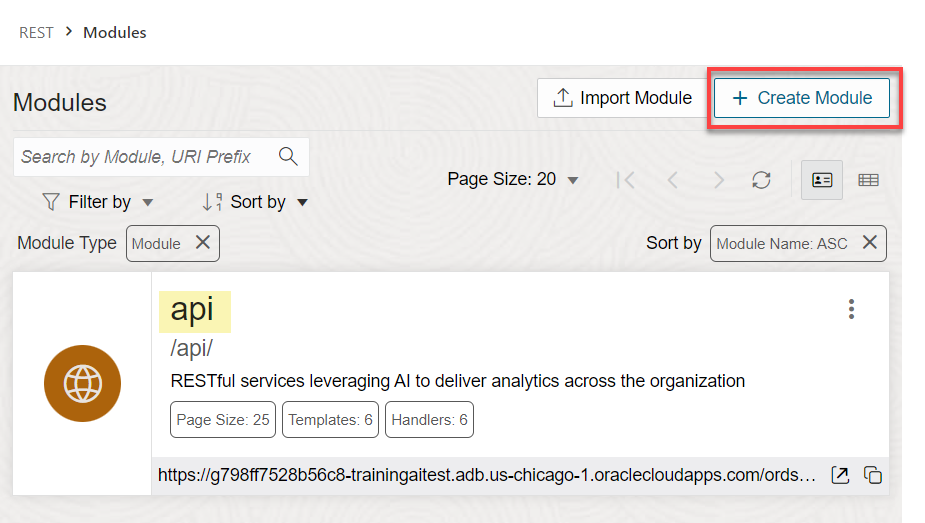 REST > Modules
Modules
Import Module
+ Create Module
Search by Module, URI Prefix
Page Size: 20
Filter by
Sort by
Module Type Module X
Sort by Module Name: ASC X
api
/api/
RESTful services leveraging AI to deliver analytics across the organization
Page Size: 25 Templates: 6 Handlers: 6
https://g798ff7528b56c8-trainingaitest.adb.us-chicago-1.oraclecloudapps.com/ords...